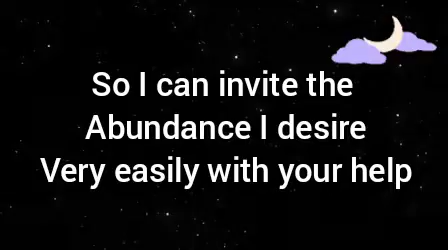 So I can invite the
Abundance I desire
Very easily with your help